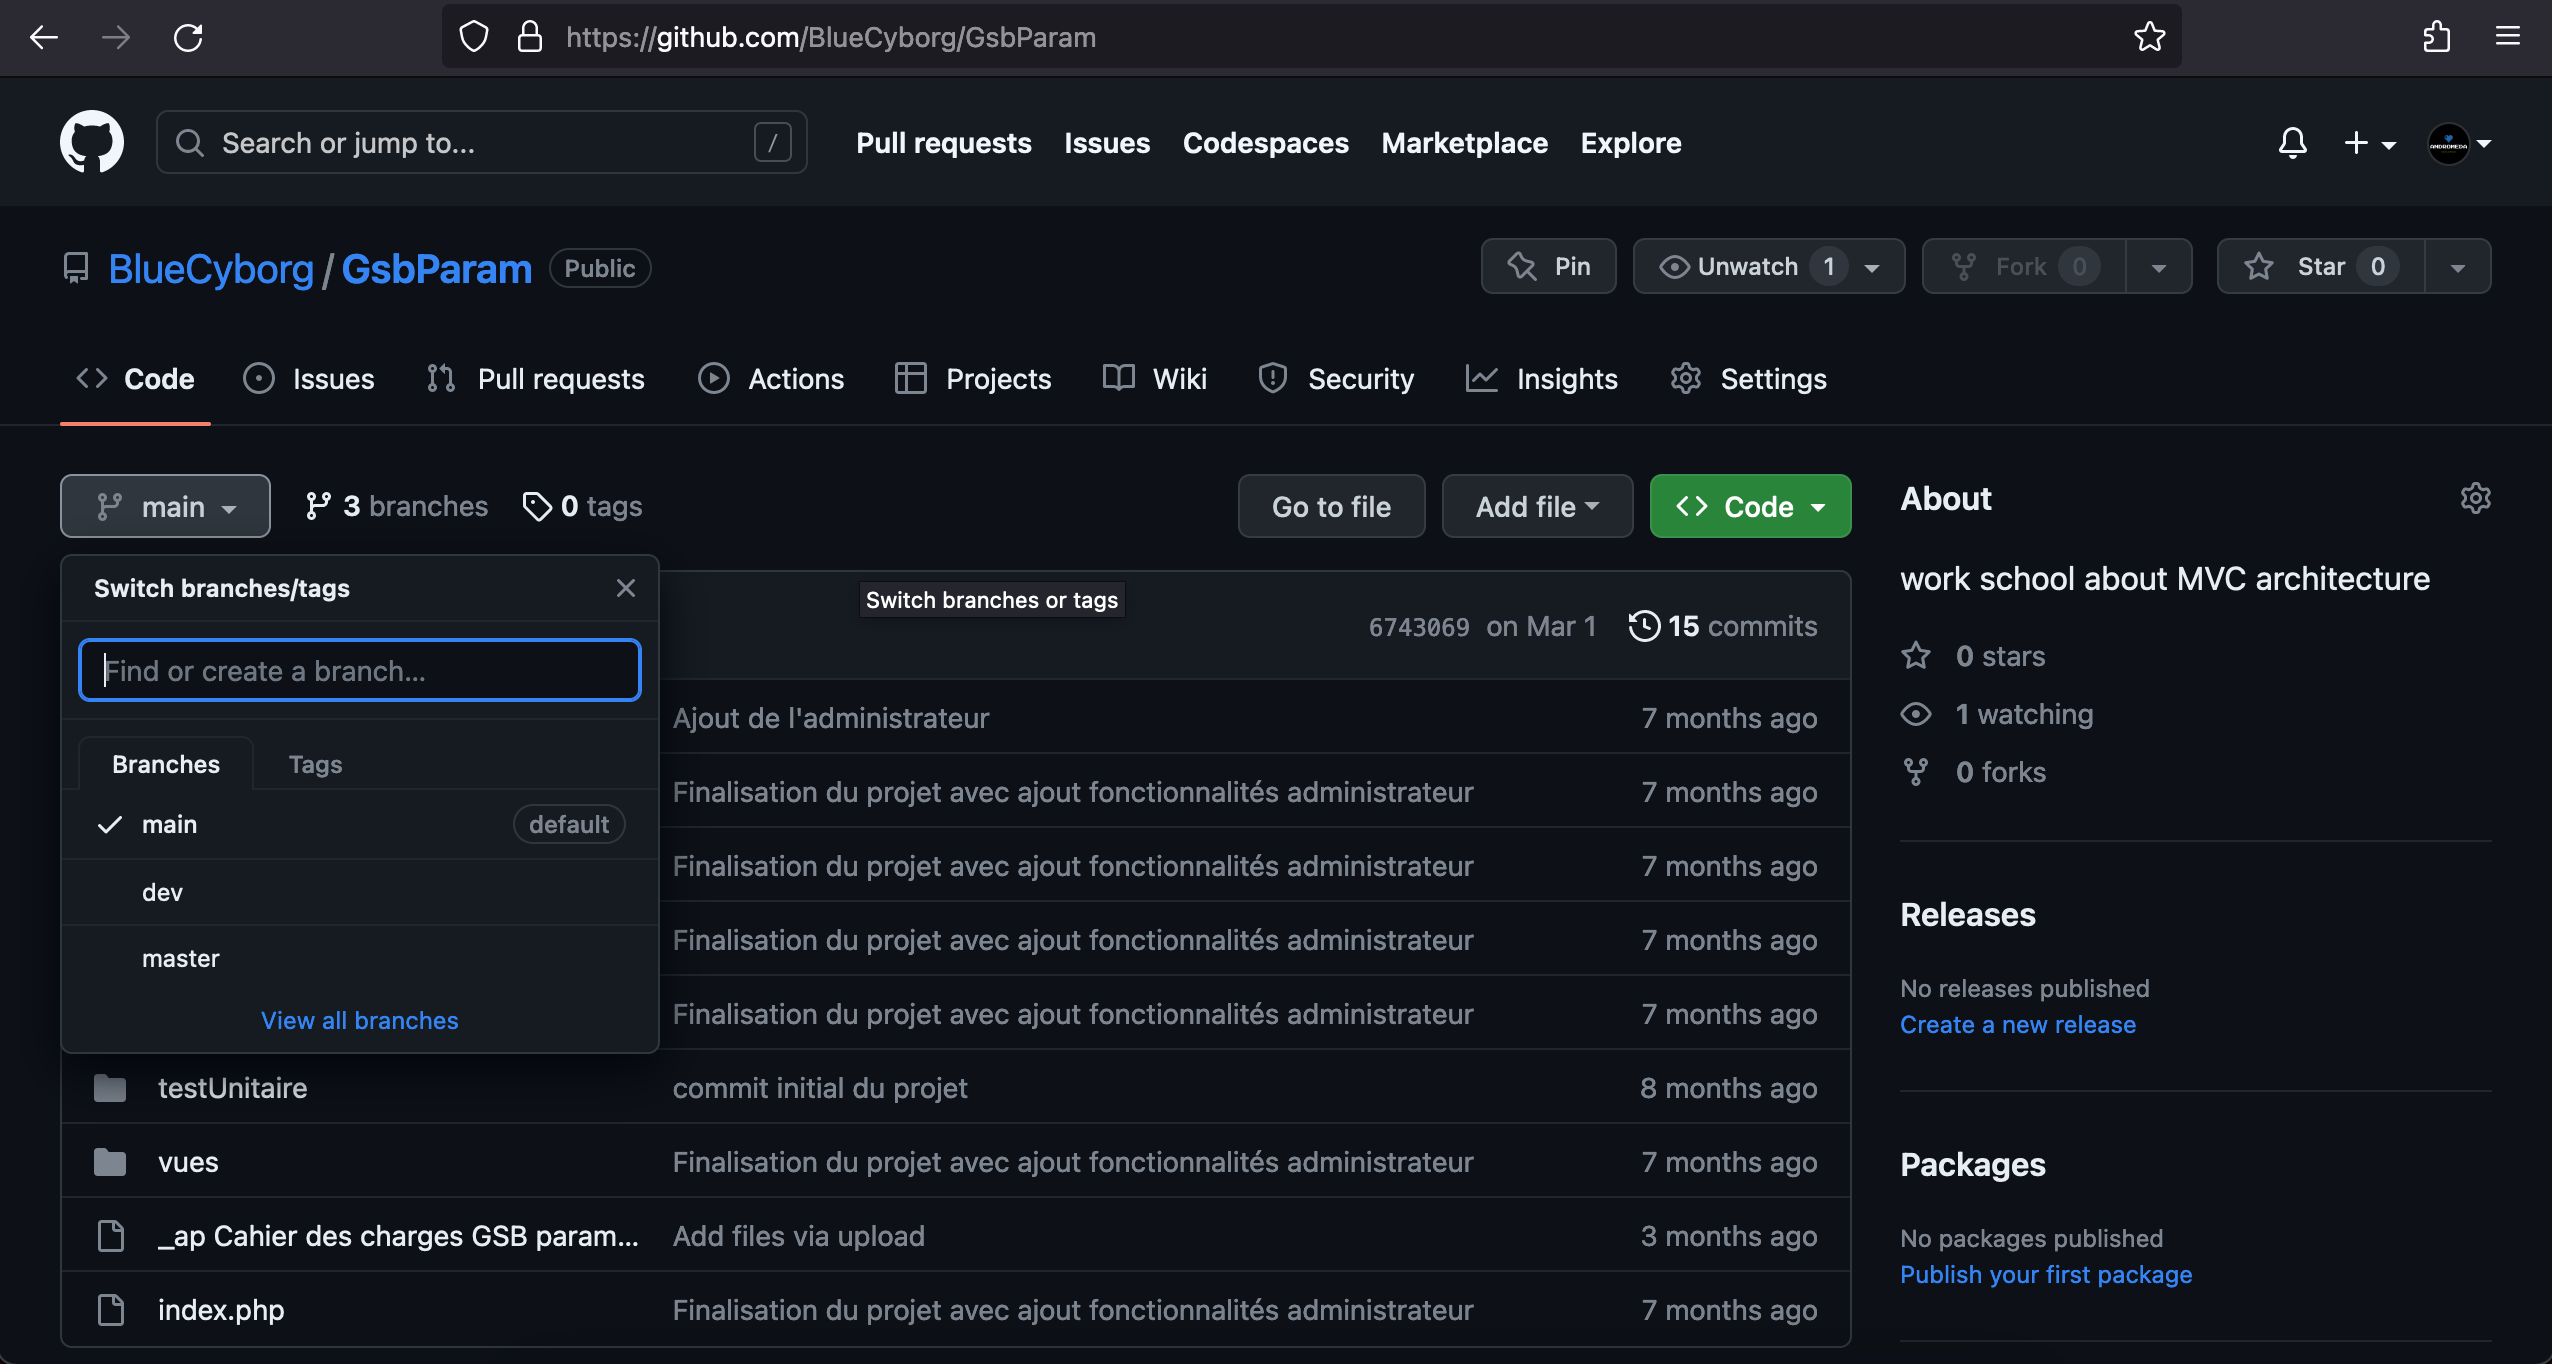 https://github.com/BlueCyborg/GsbParam
Search or jump to... / Pull requests Issues Codespaces Marketplace Explore
BlueCyborg / GsbParam Public Pin Unwatch 1 Fork 0 Star 0
Code Issues Pull requests Actions Projects Wiki Security Insights Settings
main 3 branches 0 tags Go to file Add file Code
Switch branches/tags
Find or create a branch...
Branches Tags
main default
dev
master
View all branches
Switch branches or tags
6743069 on Mar 1 15 commits
Ajout de l'administrateur 7 months ago
Finalisation du projet avec ajout fonctionnalités administrateur 7 months ago
Finalisation du projet avec ajout fonctionnalités administrateur 7 months ago
Finalisation du projet avec ajout fonctionnalités administrateur 7 months ago
Finalisation du projet avec ajout fonctionnalités administrateur 7 months ago
testUnitaire commit initial du projet 8 months ago
vues Finalisation du projet avec ajout fonctionnalités administrateur 7 months ago
_ap Cahier des charges GSB param... Add files via upload 3 months ago
index.php Finalisation du projet avec ajout fonctionnalités administrateur 7 months ago
About
work school about MVC architecture
0 stars
1 watching
0 forks
Releases
No releases published
Create a new release
Packages
No packages published
Publish your first package